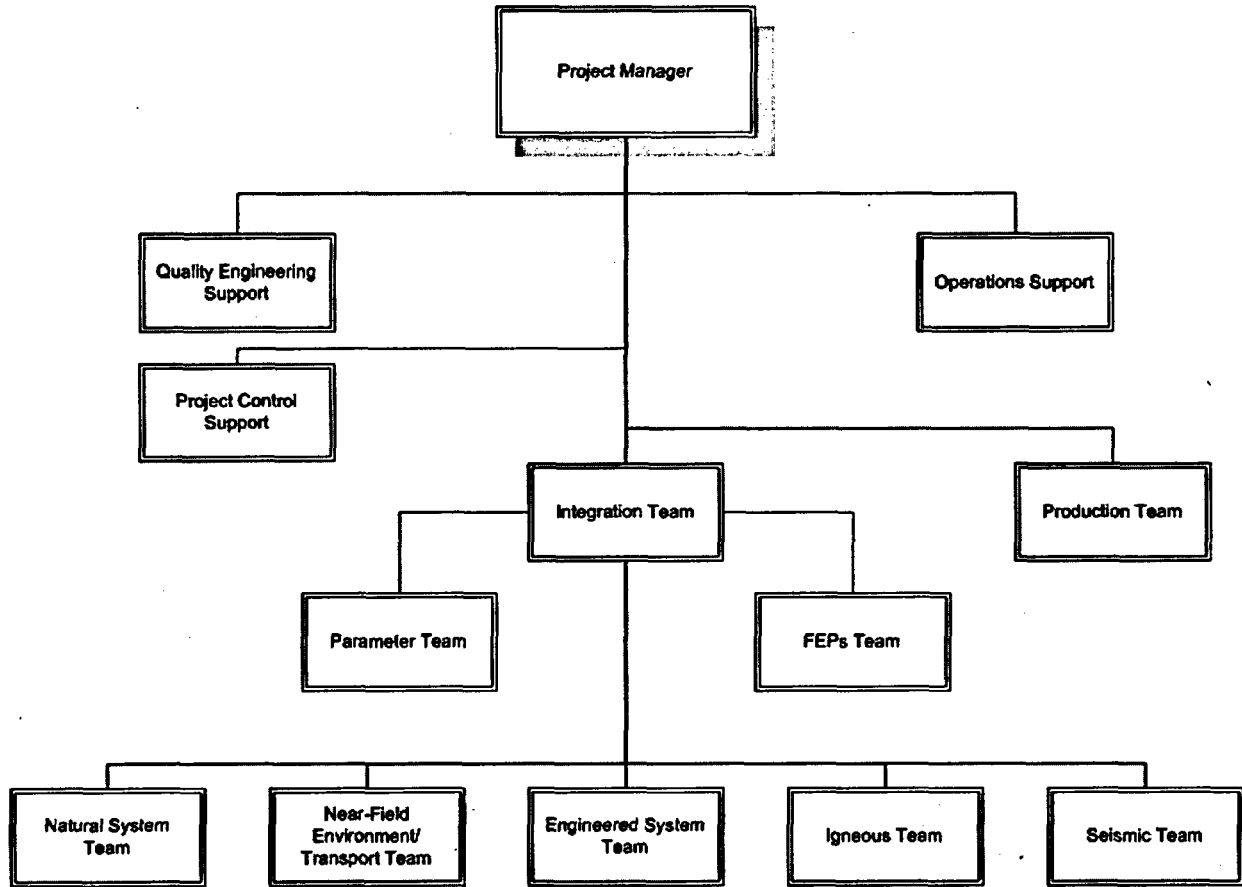 Project Manager
Quality Engineering
Support
Operations Support
Project Control
Support
Integration Team
Production Team
Parameter Team
FEPs Team
Natural System
Team
Near-Field
Environment/
Transport Team
Engineered System
Team
Igneous Team
Seismic Team